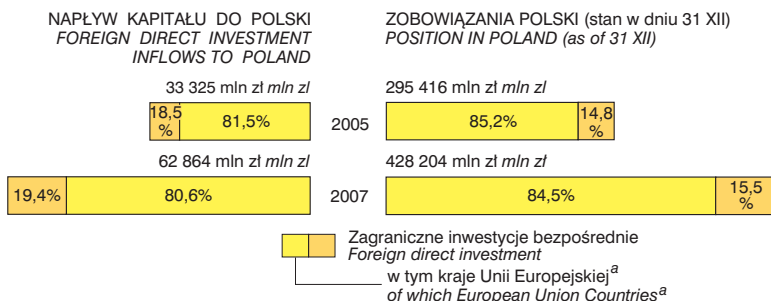 NAPŁYW KAPITAŁU DO POLSKI
FOREIGN DIRECT INVESTMENT
INFLOWS TO POLAND
ZOBOWIĄZANIA POLSKI (stan w dniu 31 XII)
POSITION IN POLAND (as of 31 XII)
33 325 mln zł mln zl
295 416 mln zł mln zł
18,5
%
81,5%
2005
85,2%
14,8
%
62 864 mln zł mln zł
428 204 mln zł mln zł
19,4%
80,6%
2007
84,5%
15,5
%
Zagraniczne inwestycje bezpośrednie
Foreign direct investment
w tym kraje Unii Europejskiej a
of which European Union Countries a